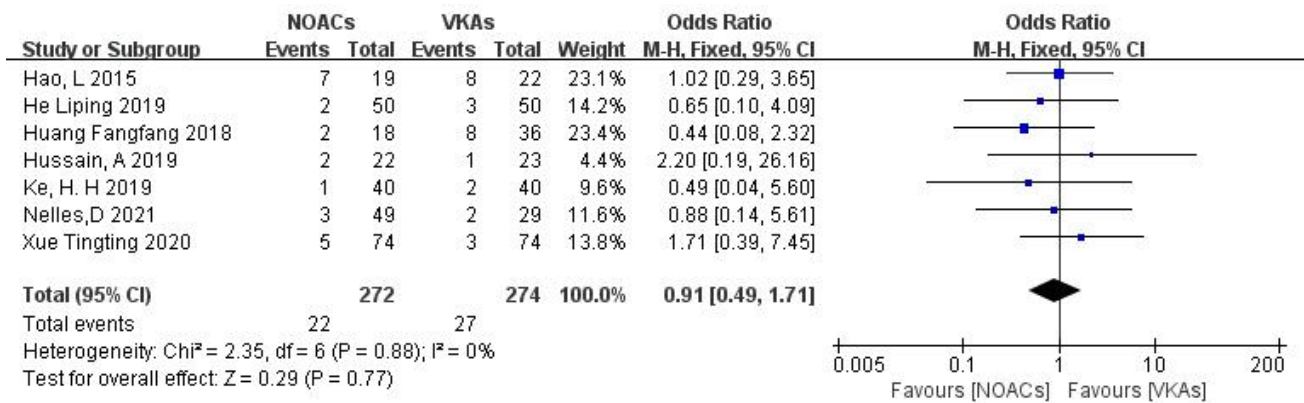 NOACs VKAs Odds Ratio Odds Ratio
Study or Subgroup Events Total Events Total Weight M-H, Fixed, 95% CI M-H, Fixed, 95% CI
Hao, L 2015 7 19 8 22 23.1% 1.02 [0.29, 3.65]
He Liping 2019 2 50 3 50 14.2% 0.65 [0.10, 4.09]
Huang Fangfang 2018 2 18 8 36 23.4% 0.44 [0.08, 2.32]
Hussain, A 2019 2 22 1 23 4.4% 2.20 [0.19, 26.16]
Ke, H. H 2019 1 40 2 40 9.6% 0.49 [0.04, 5.60]
Nelles,D 2021 3 49 2 29 11.6% 0.88 [0.14, 5.61]
Xue Tingting 2020 5 74 3 74 13.8% 1.71 [0.39, 7.45]
Total (95% CI) 272 274 100.0% 0.91 [0.49, 1.71]
Total events 22 27
Heterogeneity: Chi² = 2.35, df = 6 (P = 0.88); I² = 0%
Test for overall effect: Z = 0.29 (P = 0.77)
0.005 0.1 1 10 200
Favours [NOACs] Favours [VKAs]